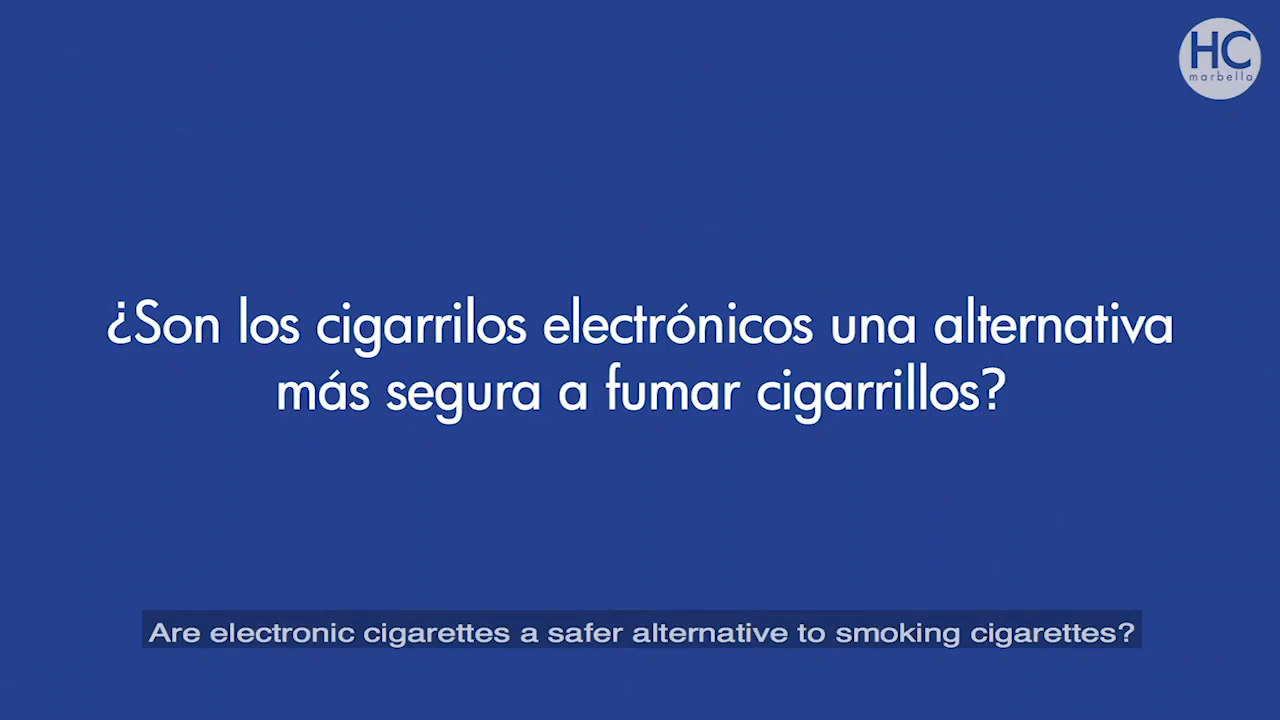 HC
marbella
¿Son los cigarrilos electrónicos una alternativa
más segura a fumar cigarrillos?
Are electronic cigarettes a safer alternative to smoking cigarettes?